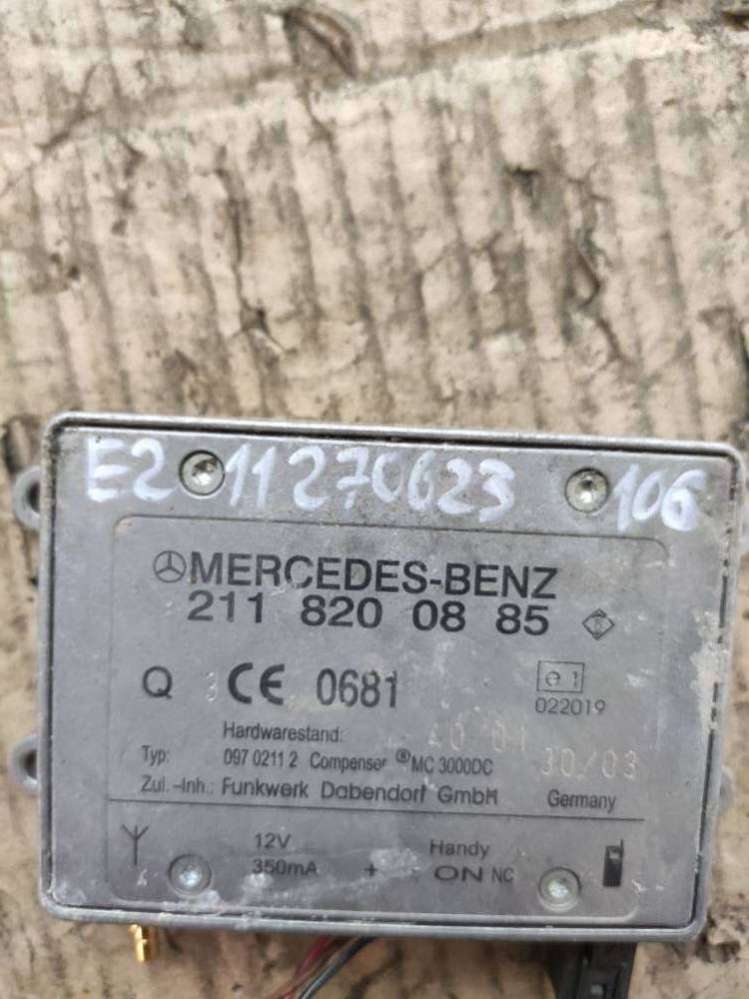 E2 11270623 106
MERCEDES-BENZ
211 820 08 85
Q 3 CE 0681 e1
022019
Hardwarestand:
Typ: 097 0211 2 Compenser ®MC 3000DC 30/03
Zul.-Inh.: Funkwerk Dabendorf GmbH Germany
12V Handy
350mA + ON NC